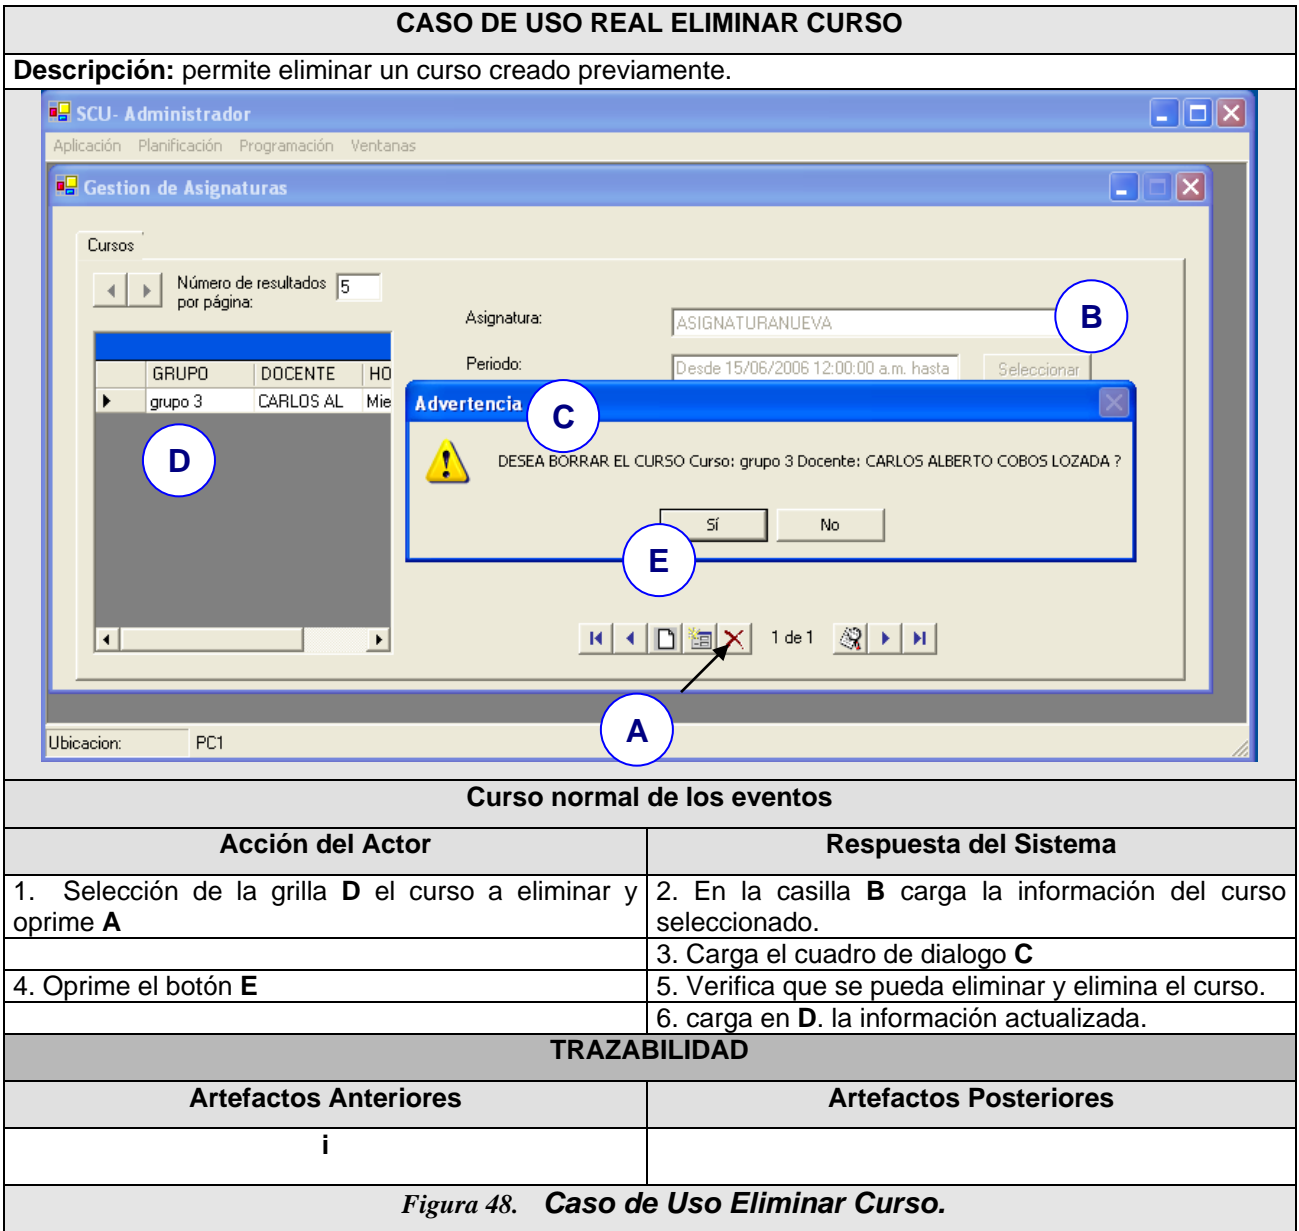 CASO DE USO REAL ELIMINAR CURSO
Descripción: permite eliminar un curso creado previamente.
SCU- Administrador
Aplicación Planificación Programación Ventanas
Gestion de Asignaturas
Cursos
Número de resultados por página: 5
Asignatura: ASIGNATURANUEVA
B
Periodo: Desde 15/06/2006 12:00:00 a.m. hasta Seleccionar
GRUPO DOCENTE HO
grupo 3 CARLOS AL Mie
D
Advertencia
C
DESEA BORRAR EL CURSO Curso: grupo 3 Docente: CARLOS ALBERTO COBOS LOZADA ?
Sí No
E
1 de 1
A
Ubicacion: PC1
Curso normal de los eventos
Acción del Actor Respuesta del Sistema
1. Selección de la grilla D el curso a eliminar y
oprime A
2. En la casilla B carga la información del curso
seleccionado.
3. Carga el cuadro de dialogo C
4. Oprime el botón E
5. Verifica que se pueda eliminar y elimina el curso.
6. carga en D. la información actualizada.
TRAZABILIDAD
Artefactos Anteriores Artefactos Posteriores
i
Figura 48. Caso de Uso Eliminar Curso.